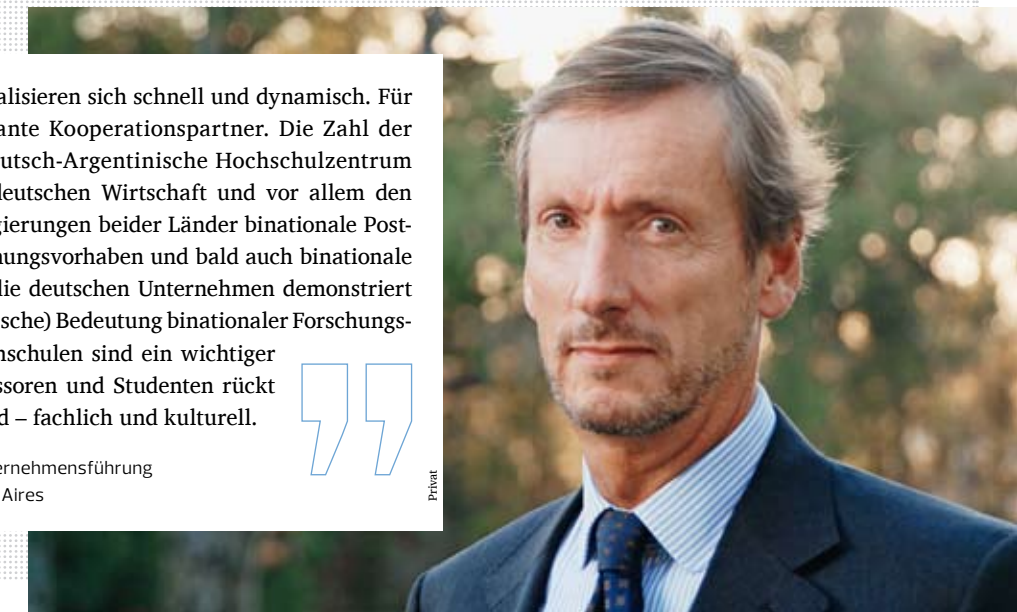 alisieren sich schnell und dynamisch. Für
ante Kooperationspartner. Die Zahl der
utsch-Argentinische Hochschulzentrum
deutschen Wirtschaft und vor allem den
gierungen beider Länder binationale Post-
nungsvorhaben und bald auch binationale
die deutschen Unternehmen demonstriert
sche) Bedeutung binationaler Forschungs-
hschulen sind ein wichtiger
ssoren und Studenten rückt
d – fachlich und kulturell.
”
ernehmensführung
Aires
Privat